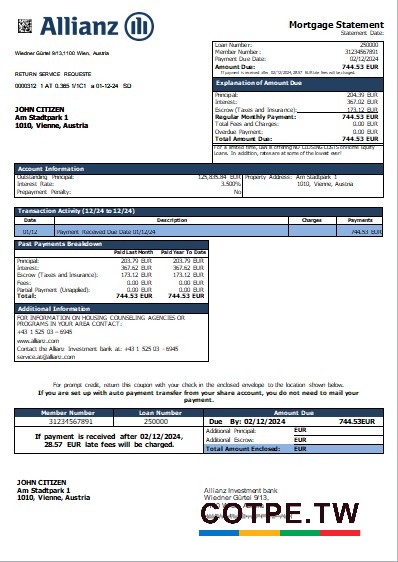 Allianz
Mortgage Statement
Statement Date:
Wiedner Gürtel 9/13,1100 Wien, Austria
Loan Number: 250000
Member Number: 31234567891
Payment Due Date: 02/12/2024
Amount Due: 744.53 EUR
If payment is received after 02/12/2024, 28.57 EUR late fees will be charged.
RETURN SERVICE REQUESTE
0000312 1 AT 0.365 1/1C1 a 01-12-24 SD
Explanation of Amount Due
Principal: 204.39 EUR
Interest: 367.02 EUR
Escrow (Taxes and Insurance): 173.12 EUR
Regular Monthly Payment: 744.53 EUR
Total Fees and Charges: 0.00 EUR
Overdue Payment: 0.00 EUR
Total Amount Due: 744.53 EUR
JOHN CITIZEN
Am Stadtpark 1
1010, Vienne, Austria
For a limited time, is offering NO CLOSING COSTS on some Equity
Loans. In addition, rates are at some of the lowest ever!
Account Information
Outstanding Principal: 125,835.84 EUR
Interest Rate: 3.500%
Prepayment Penalty: No
Property Address: Am Stadtpark 1
1010, Vienne, Austria
Transaction Activity (12/24 to 12/24)
Date Description Charges Payments
01/12 Payment Received Due Date 01/12/24 744.53 EUR
Past Payments Breakdown
Paid Last Month Paid Year To Date
Principal: 203.79 EUR 203.79 EUR
Interest: 367.62 EUR 367.62 EUR
Escrow (Taxes and Insurance): 173.12 EUR 173.12 EUR
Fees: 0.00 EUR 0.00 EUR
Partial Payment (Unapplied): 0.00 EUR 0.00 EUR
Total: 744.53 EUR 744.53 EUR
Additional Information
FOR INFORMATION ON HOUSING COUNSELING AGENCIES OR
PROGRAMS IN YOUR AREA CONTACT:
+43 1 525 03 - 6945
www.allianz.com
Contact the Allianz Investment bank at: +43 1 525 03 - 6945
service.at@allianz.com
For prompt credit, return this coupon with your check in the enclosed envelope to the location shown below.
If you are set up with auto payment transfer from your share account, you do not need to mail your
payment.
Member Number Loan Number Amount Due
31234567891 250000 Due By: 02/12/2024 744.53EUR
If payment is received after 02/12/2024,
28.57 EUR late fees will be charged.
Additional Principal: EUR
Additional Escrow: EUR
Total Amount Enclosed: EUR
JOHN CITIZEN
Am Stadtpark 1
1010, Vienne, Austria
Allianz Investment bank
Wiedner Gürtel 9/13,
COTPE.TW